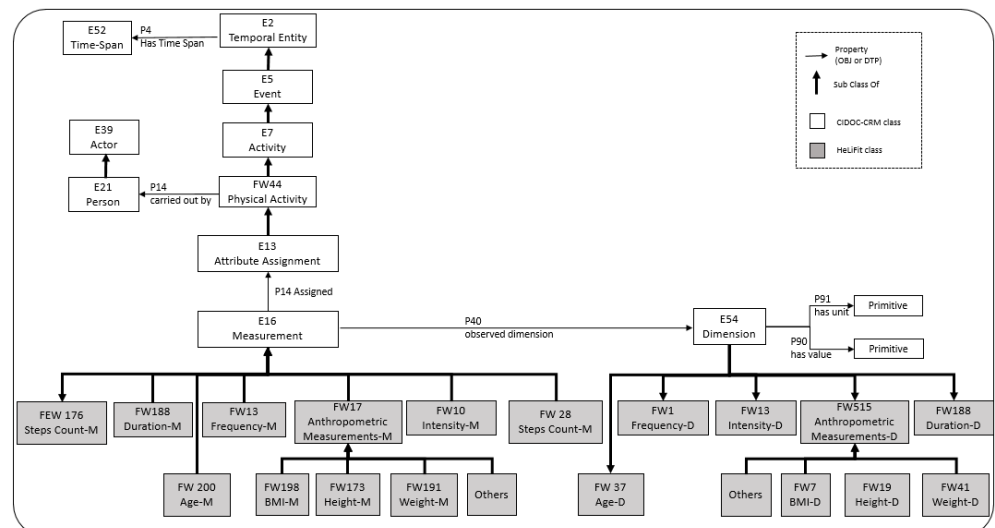 E52
Time-Span
P4
Has Time Span
E2
Temporal Entity
E5
Event
E7
Activity
E39
Actor
E21
Person
P14
carried out by
FW44
Physical Activity
E13
Attribute Assignment
P14 Assigned
E16
Measurement
P40
observed dimension
E54
Dimension
P91
has unit
Primitive
P90
has value
Primitive
Property
(OBJ or DTP)
Sub Class Of
CIDOC-CRM class
HeLiFit class
FEW 176
Steps Count-M
FW188
Duration-M
FW13
Frequency-M
FW17
Anthropometric
Measurements-M
FW10
Intensity-M
FW 28
Steps Count-M
FW1
Frequency-D
FW13
Intensity-D
FW515
Anthropometric
Measurements-D
FW188
Duration-D
FW 200
Age-M
FW198
BMI-M
FW173
Height-M
FW191
Weight-M
Others
FW 37
Age-D
Others
FW7
BMI-D
FW19
Height-D
FW41
Weight-D